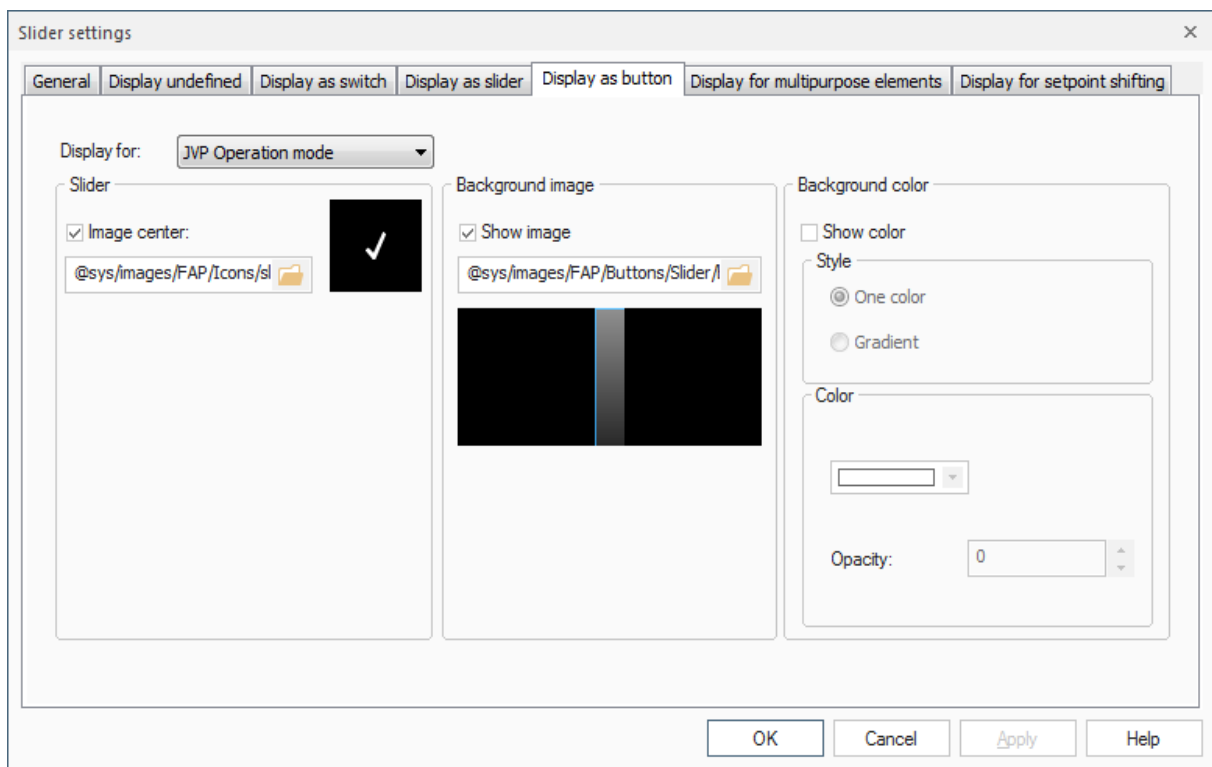 Slider settings
General Display undefined Display as switch Display as slider Display as button Display for multipurpose elements Display for setpoint shifting
Display for: JVP Operation mode
Slider
Image center:
@sys/images/FAP/Icons/sl
Background image
Show image
@sys/images/FAP/Buttons/Slider/
Background color
Show color
Style
One color
Gradient
Color
Opacity: 0
OK Cancel Apply Help